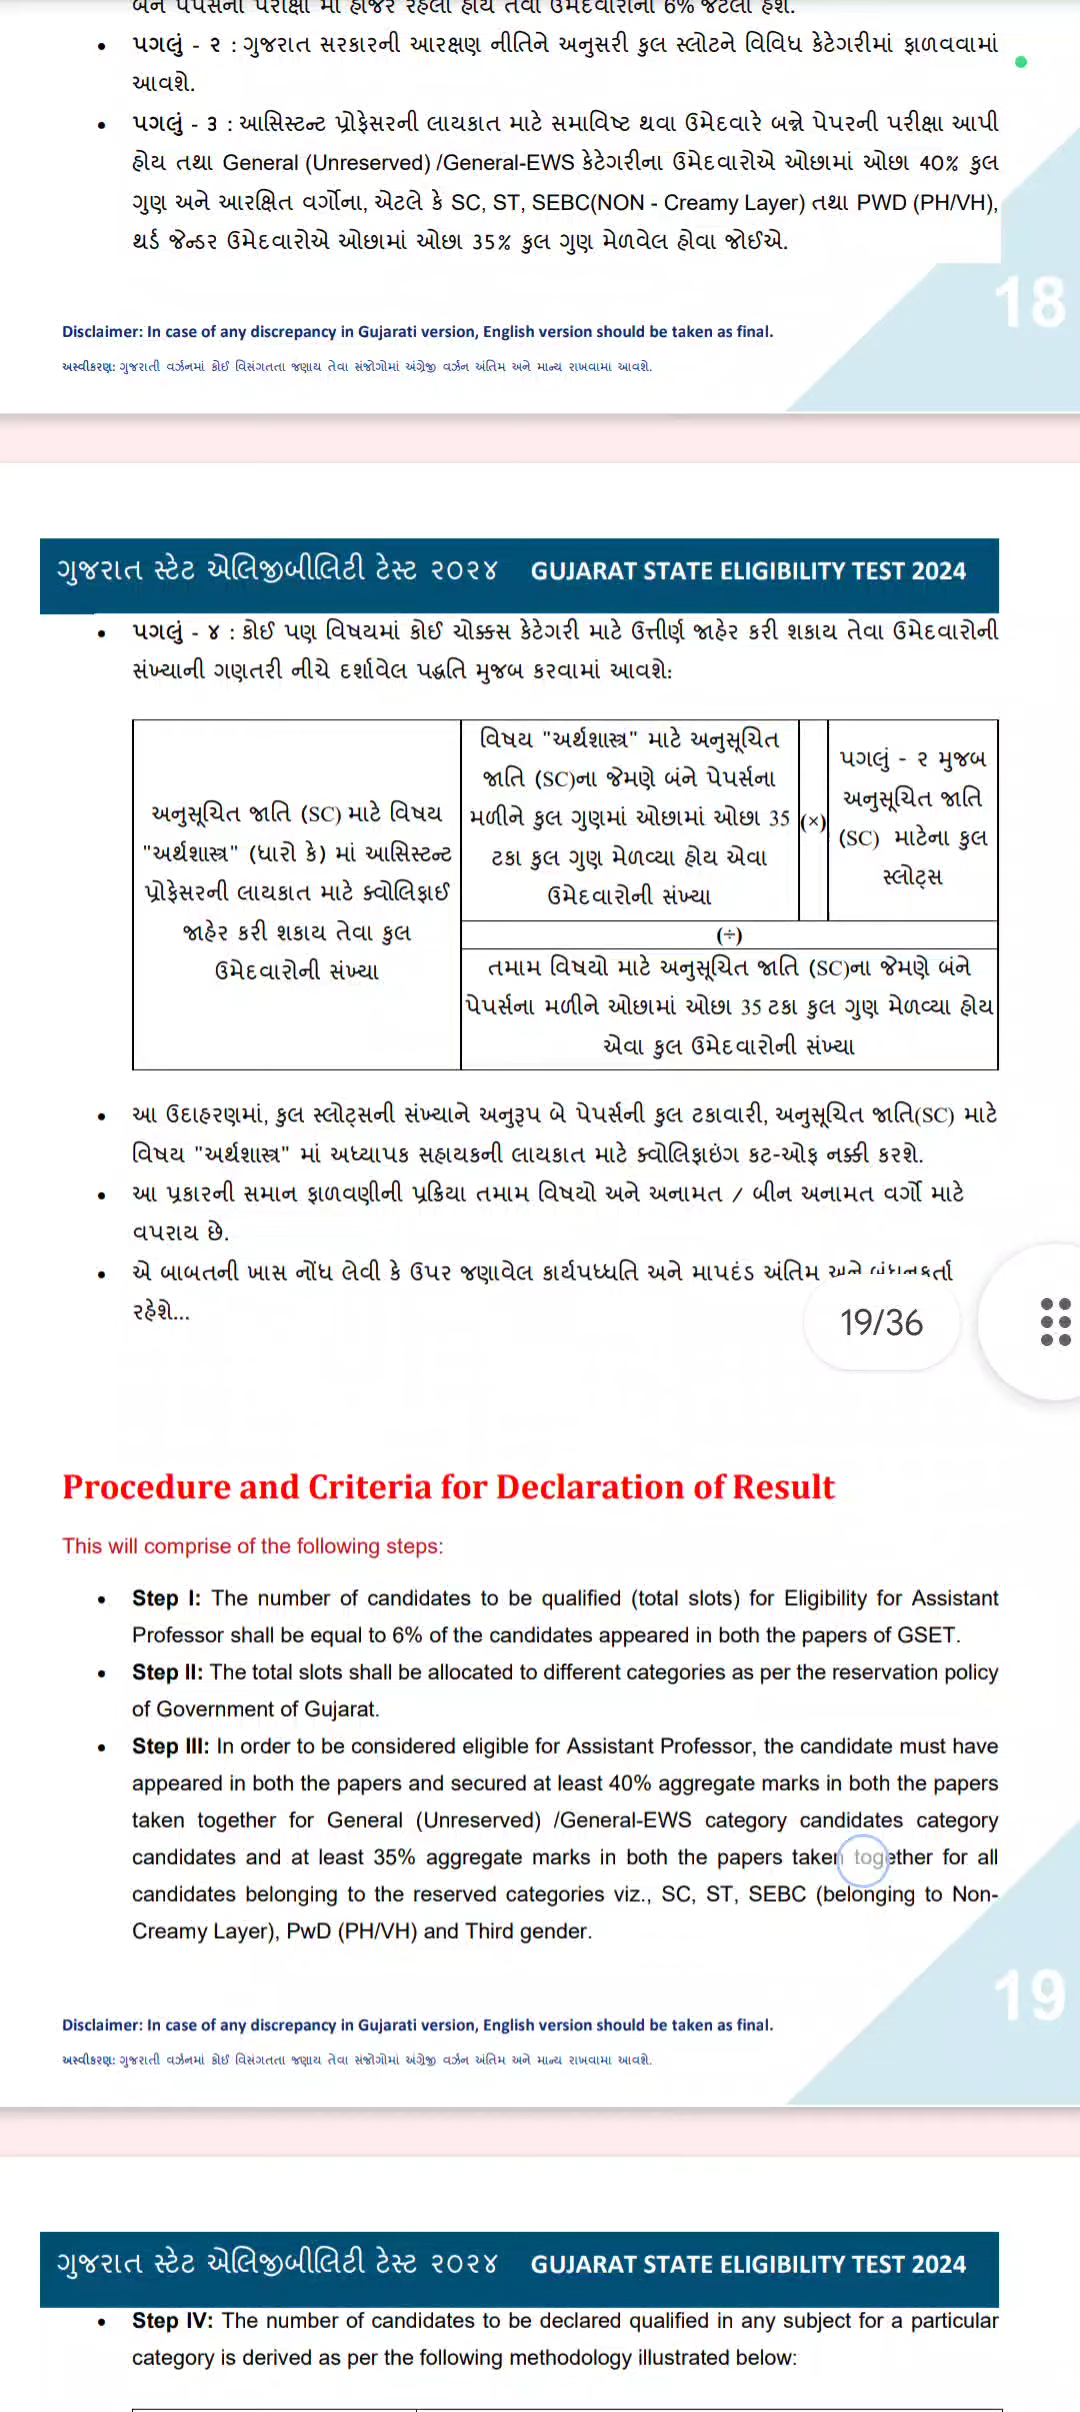 બંને પેપર્સની પરીક્ષા માં હાજર રહેલા હોય તેવા ઉમેદવારોના 6% જેટલી હશે.
• પગલું - ૨ : ગુજરાત સરકારની આરક્ષણ નીતિને અનુસરી કુલ સ્લોટને વિવિધ કેટેગરીમાં ફાળવવામાં
આવશે.
• પગલું - ૩ : આસિસ્ટન્ટ પ્રોફેસરની લાયકાત માટે સમાવિષ્ટ થવા ઉમેદવારે બન્ને પેપરની પરીક્ષા આપી
હોય તથા General (Unreserved) /General-EWS કેટેગરીના ઉમેદવારોએ ઓછામાં ઓછા 40% કુલ
ગુણ અને આરક્ષિત વર્ગોના, એટલે કે SC, ST, SEBC(NON - Creamy Layer) તથા PWD (PH/VH),
થર્ડ જેન્ડર ઉમેદવારોએ ઓછામાં ઓછા 35% કુલ ગુણ મેળવેલ હોવા જોઈએ.
18
Disclaimer: In case of any discrepancy in Gujarati version, English version should be taken as final.
અસ્વીકરણ: ગુજરાતી વર્ઝનમાં કોઈ વિસંગતતા જણાય તેવા સંજોગોમાં અંગ્રેજી વર્ઝન અંતિમ અને માન્ય રાખવામા આવશે.
ગુજરાત સ્ટેટ એલિજીબીલિટી ટેસ્ટ ૨૦૨૪ GUJARAT STATE ELIGIBILITY TEST 2024
• પગલું - ૪ : કોઈ પણ વિષયમાં કોઈ ચોક્કસ કેટેગરી માટે ઉત્તીર્ણ જાહેર કરી શકાય તેવા ઉમેદવારોની
સંખ્યાની ગણતરી નીચે દર્શાવેલ પદ્ધતિ મુજબ કરવામાં આવશે:
અનુસૂચિત જાતિ (SC) માટે વિષય
"અર્થશાસ્ત્ર" (ધારો કે) માં આસિસ્ટન્ટ
પ્રોફેસરની લાયકાત માટે ક્વોલિફાઈ
જાહેર કરી શકાય તેવા કુલ
ઉમેદવારોની સંખ્યા
વિષય "અર્થશાસ્ત્ર" માટે અનુસૂચિત
જાતિ (SC)ના જેમણે બંને પેપર્સના
મળીને કુલ ગુણમાં ઓછામાં ઓછા 35
ટકા કુલ ગુણ મેળવ્યા હોય એવા
ઉમેદવારોની સંખ્યા
(×)
પગલું - ૨ મુજબ
અનુસૂચિત જાતિ
(SC) માટેના કુલ
સ્લોટ્સ
(÷)
તમામ વિષયો માટે અનુસૂચિત જાતિ (SC)ના જેમણે બંને
પેપર્સના મળીને ઓછામાં ઓછા 35 ટકા કુલ ગુણ મેળવ્યા હોય
એવા કુલ ઉમેદવારોની સંખ્યા
• આ ઉદાહરણમાં, કુલ સ્લોટ્સની સંખ્યાને અનુરૂપ બે પેપર્સની કુલ ટકાવારી, અનુસૂચિત જાતિ(SC) માટે
વિષય "અર્થશાસ્ત્ર" માં અધ્યાપક સહાયકની લાયકાત માટે ક્વોલિફાઇંગ કટ-ઓફ નક્કી કરશે.
• આ પ્રકારની સમાન ફાળવણીની પ્રક્રિયા તમામ વિષયો અને અનામત / બીન અનામત વર્ગો માટે
વપરાય છે.
• એ બાબતની ખાસ નોંધ લેવી કે ઉપર જણાવેલ કાર્યપધ્ધતિ અને માપદંડ અંતિમ અને બંધનકર્તા
રહેશે...
19/36
Procedure and Criteria for Declaration of Result
This will comprise of the following steps:
• Step I: The number of candidates to be qualified (total slots) for Eligibility for Assistant
Professor shall be equal to 6% of the candidates appeared in both the papers of GSET.
• Step II: The total slots shall be allocated to different categories as per the reservation policy
of Government of Gujarat.
• Step III: In order to be considered eligible for Assistant Professor, the candidate must have
appeared in both the papers and secured at least 40% aggregate marks in both the papers
taken together for General (Unreserved) /General-EWS category candidates category
candidates and at least 35% aggregate marks in both the papers taken together for all
candidates belonging to the reserved categories viz., SC, ST, SEBC (belonging to Non-
Creamy Layer), PwD (PH/VH) and Third gender.
19
Disclaimer: In case of any discrepancy in Gujarati version, English version should be taken as final.
અસ્વીકરણ: ગુજરાતી વર્ઝનમાં કોઈ વિસંગતતા જણાય તેવા સંજોગોમાં અંગ્રેજી વર્ઝન અંતિમ અને માન્ય રાખવામા આવશે.
ગુજરાત સ્ટેટ એલિજીબીલિટી ટેસ્ટ ૨૦૨૪ GUJARAT STATE ELIGIBILITY TEST 2024
• Step IV: The number of candidates to be declared qualified in any subject for a particular
category is derived as per the following methodology illustrated below: